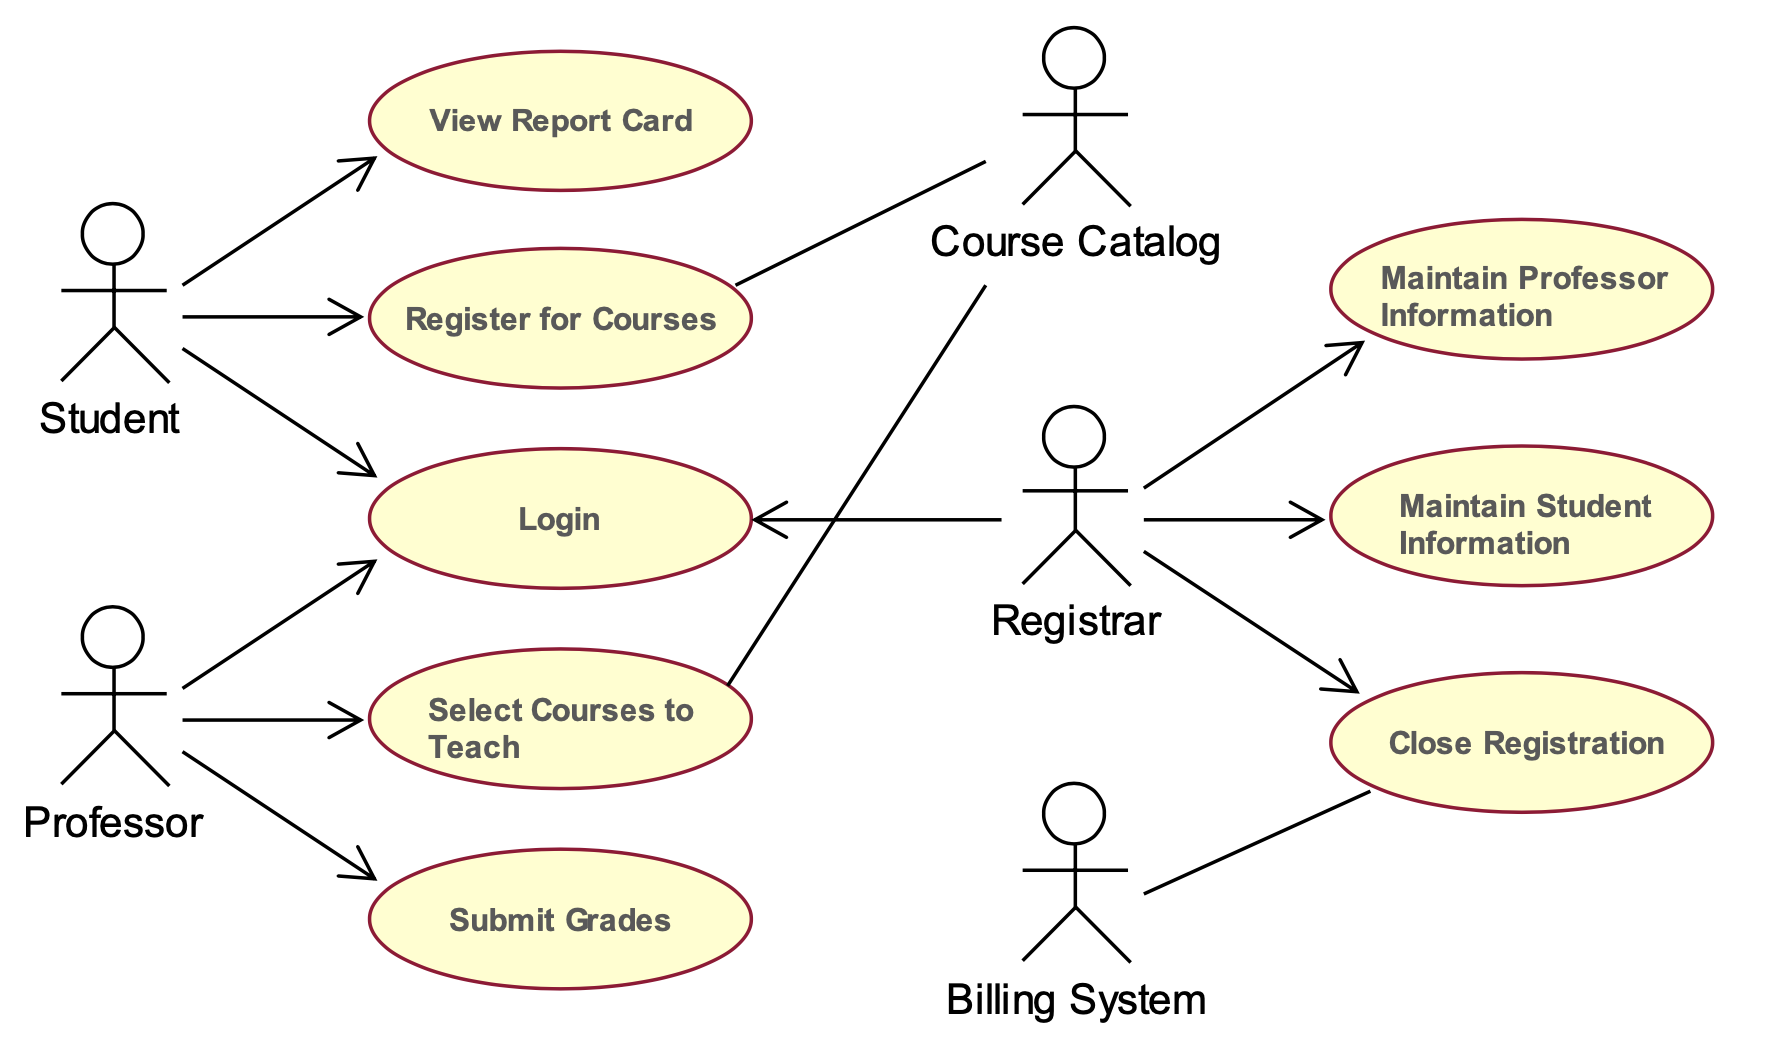 View Report Card
Course Catalog
Register for Courses
Maintain Professor
Information
Student
Login
Maintain Student
Information
Registrar
Select Courses to
Teach
Close Registration
Professor
Submit Grades
Billing System